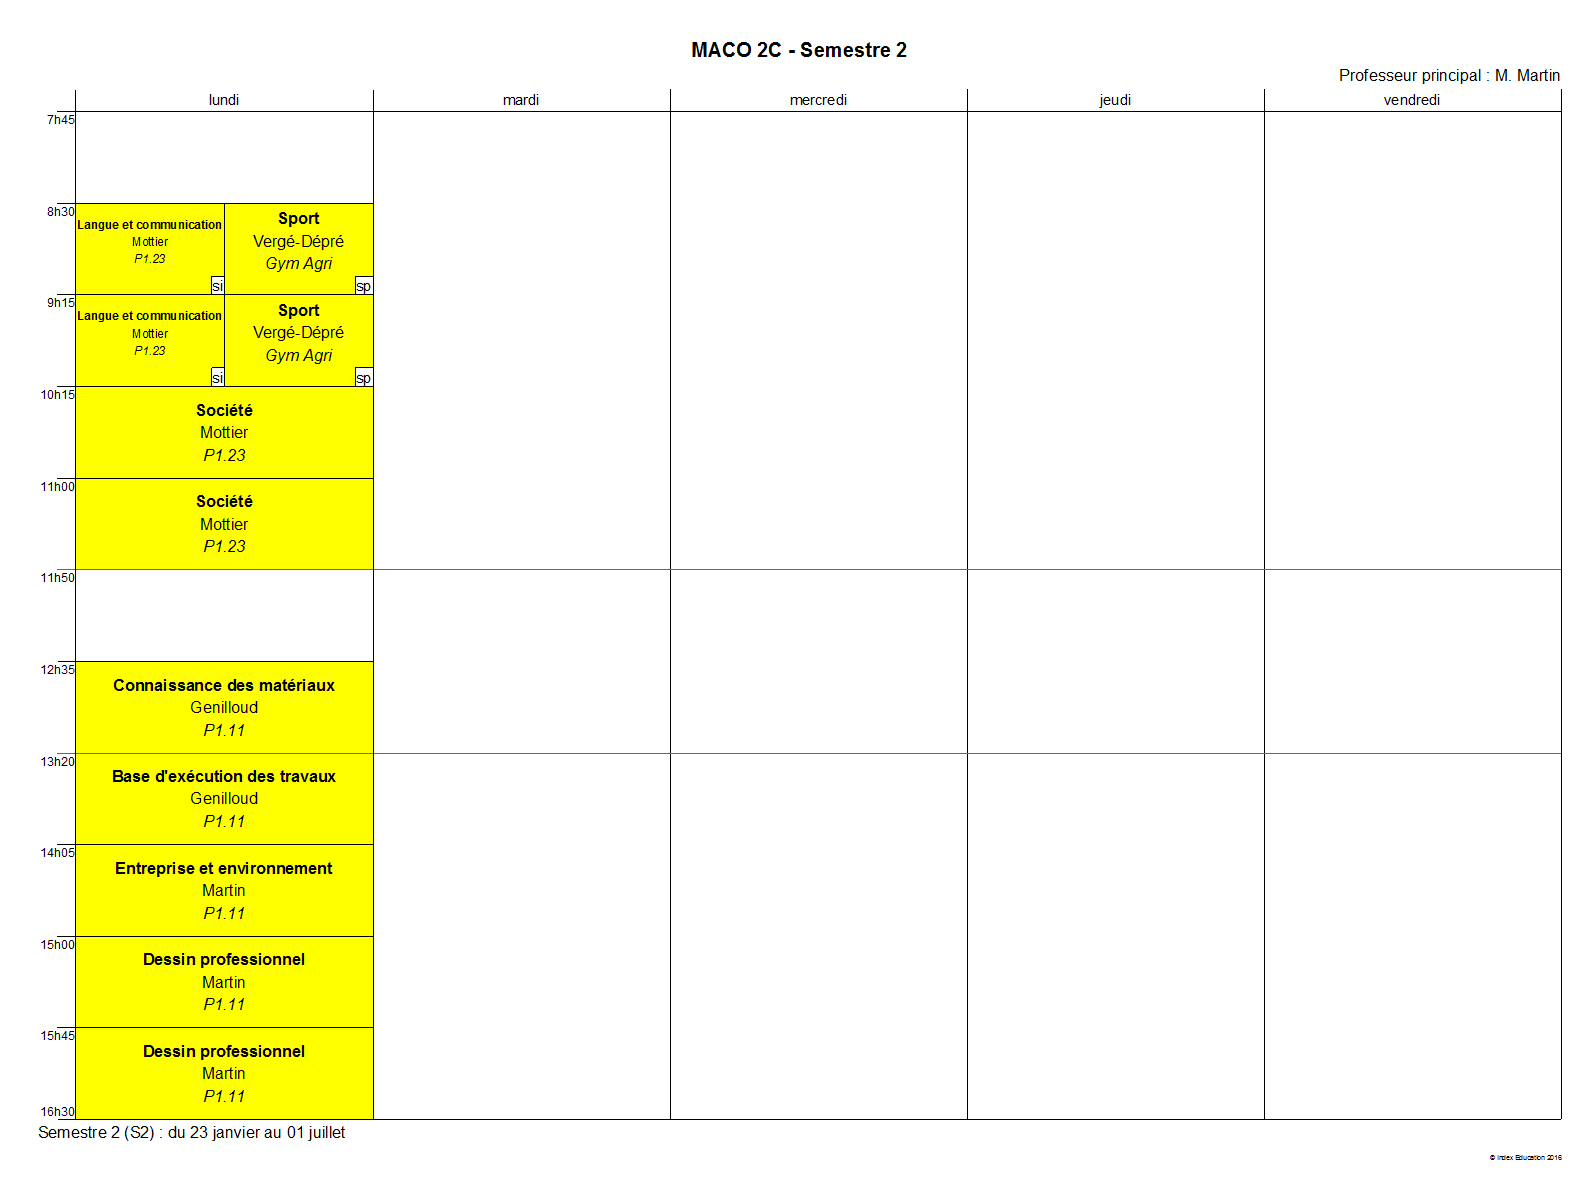 MACO 2C - Semestre 2
Professeur principal : M. Martin
lundi
mardi
mercredi
jeudi
vendredi
7h45
8h30
Langue et communication
Mottier
P1.23
si
Sport
Vergé-Dépré
Gym Agri
sp
9h15
Langue et communication
Mottier
P1.23
si
Sport
Vergé-Dépré
Gym Agri
sp
10h15
Société
Mottier
P1.23
11h00
Société
Mottier
P1.23
11h50
12h35
Connaissance des matériaux
Genilloud
P1.11
13h20
Base d'exécution des travaux
Genilloud
P1.11
14h05
Entreprise et environnement
Martin
P1.11
15h00
Dessin professionnel
Martin
P1.11
15h45
Dessin professionnel
Martin
P1.11
16h30
Semestre 2 (S2) : du 23 janvier au 01 juillet
© Index Education 2016